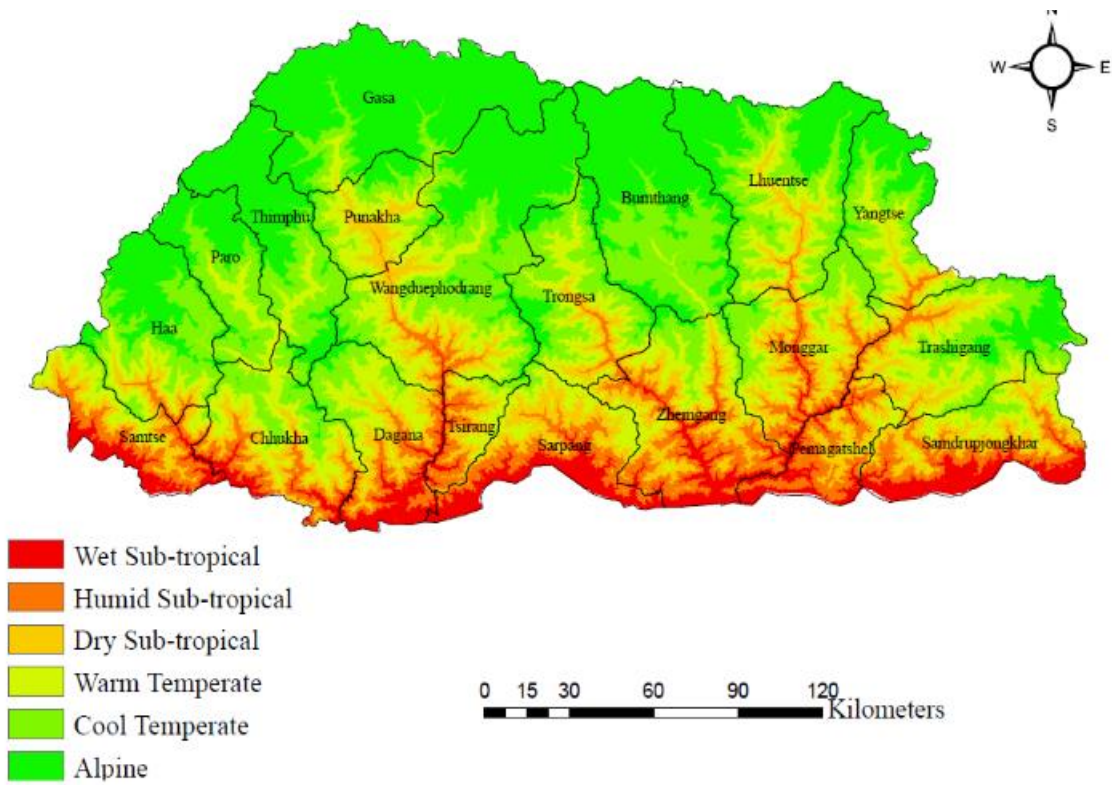 N
W E
S
Gasa
Lhuentse
Bumthang
Thimphu
Punakha
Yangtse
Paro
Wangduephodrang
Trongsa
Haa
Monggar
Trashigang
Zhemgang
Tsirang
Samtse
Chhukha
Dagana
Sarpang
Pemagatshel
Samdrupjongkhar
Wet Sub-tropical
Humid Sub-tropical
Dry Sub-tropical
Warm Temperate
Cool Temperate
Alpine
0 15 30 60 90 120
Kilometers